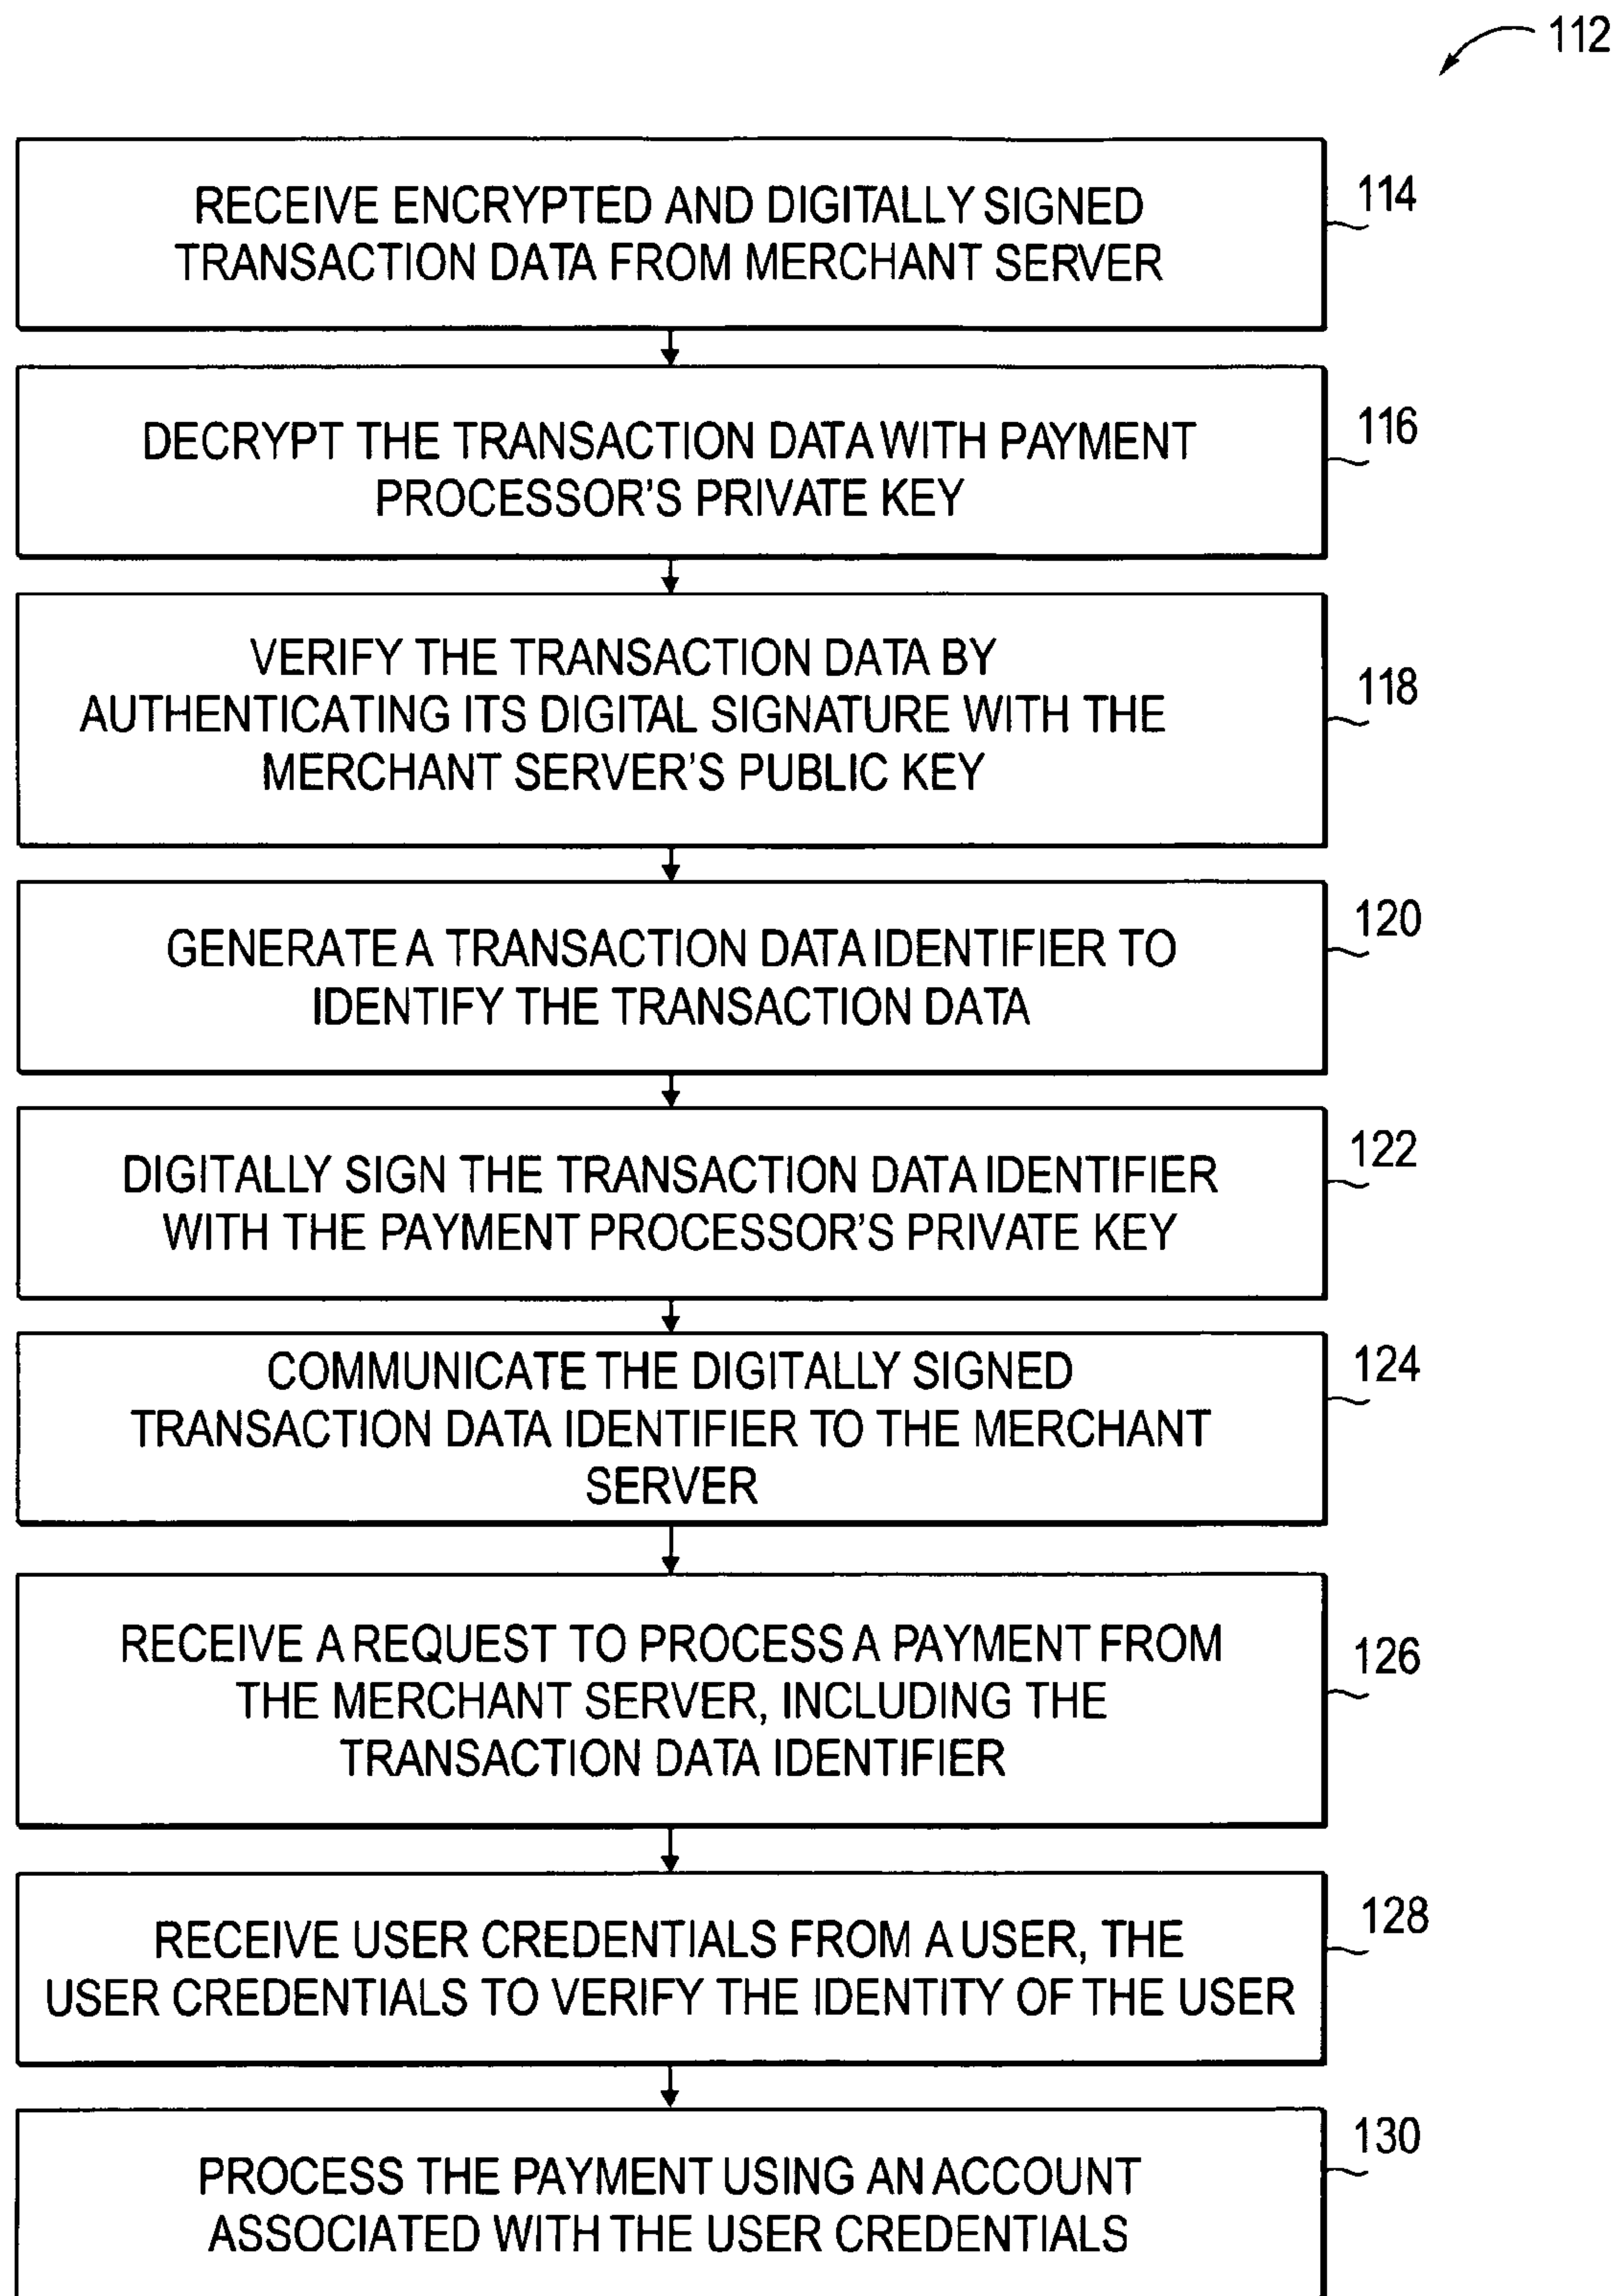 112
RECEIVE ENCRYPTED AND DIGITALLY SIGNED
TRANSACTION DATA FROM MERCHANT SERVER
114
DECRYPT THE TRANSACTION DATA WITH PAYMENT
PROCESSOR'S PRIVATE KEY
116
VERIFY THE TRANSACTION DATA BY
AUTHENTICATING ITS DIGITAL SIGNATURE WITH THE
MERCHANT SERVER'S PUBLIC KEY
118
GENERATE A TRANSACTION DATA IDENTIFIER TO
IDENTIFY THE TRANSACTION DATA
120
DIGITALLY SIGN THE TRANSACTION DATA IDENTIFIER
WITH THE PAYMENT PROCESSOR'S PRIVATE KEY
122
COMMUNICATE THE DIGITALLY SIGNED
TRANSACTION DATA IDENTIFIER TO THE MERCHANT
SERVER
124
RECEIVE A REQUEST TO PROCESS A PAYMENT FROM
THE MERCHANT SERVER, INCLUDING THE
TRANSACTION DATA IDENTIFIER
126
RECEIVE USER CREDENTIALS FROM A USER, THE
USER CREDENTIALS TO VERIFY THE IDENTITY OF THE USER
128
PROCESS THE PAYMENT USING AN ACCOUNT
ASSOCIATED WITH THE USER CREDENTIALS
130